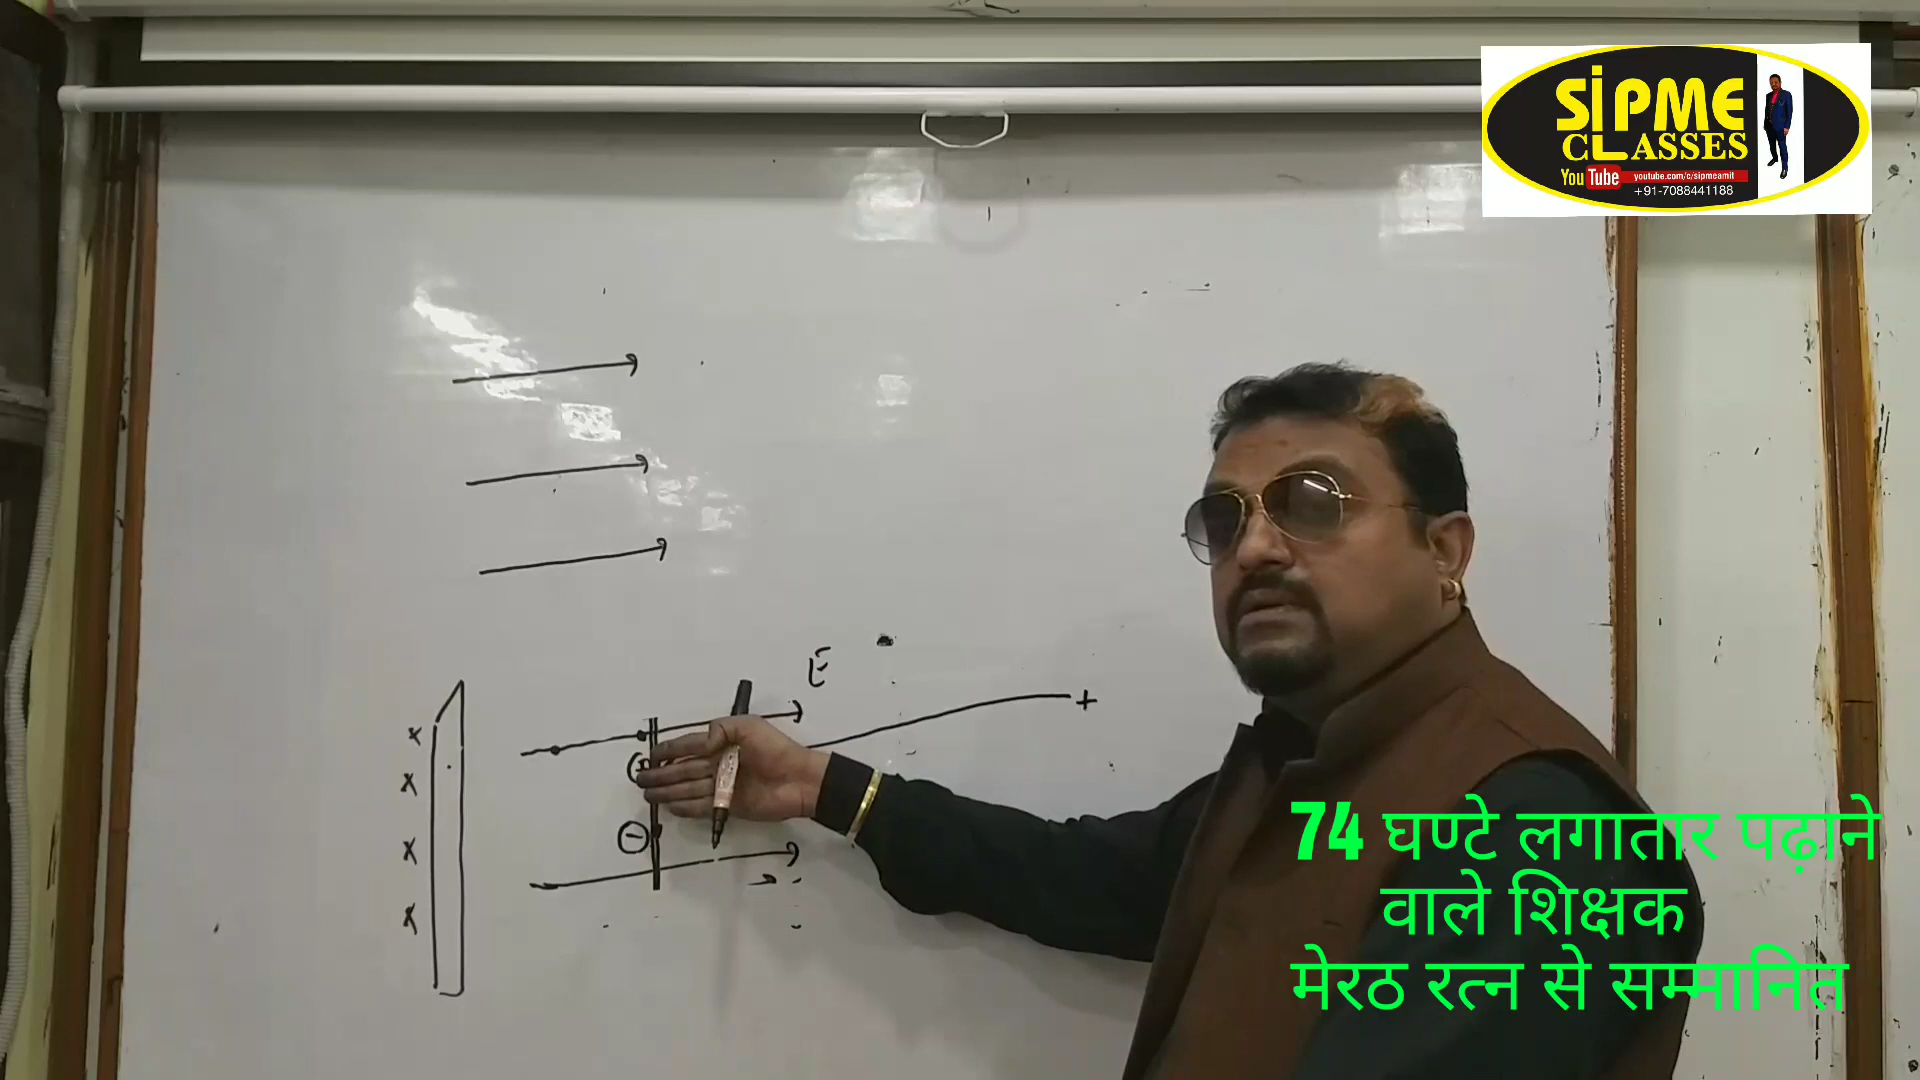 SiPME
CLASSES
YouTube youtube.com/c/sipmeamit
+91-7088441188
E
+
x
x
x
x
74 घण्टे लगातार पढ़ाने
वाले शिक्षक
मेरठ रत्न से सम्मानित